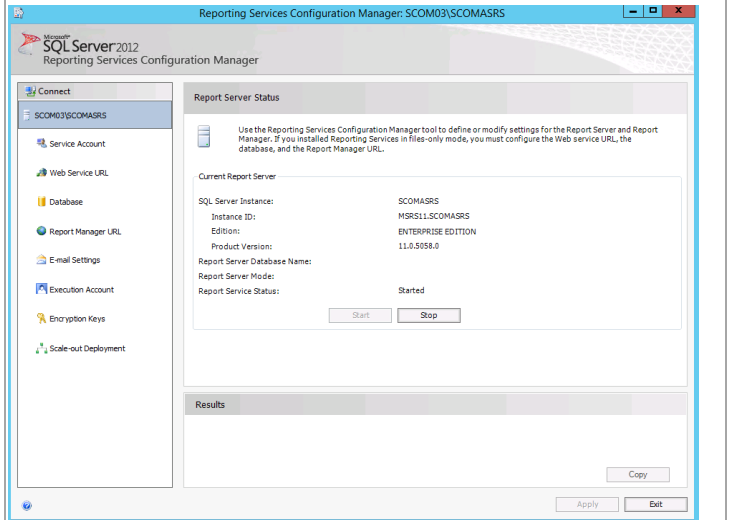 Reporting Services Configuration Manager: SCOM03\SCOMASRS
Microsoft
SQL Server 2012
Reporting Services Configuration Manager
Connect
SCOM03\SCOMASRS
Service Account
Web Service URL
Database
Report Manager URL
E-mail Settings
Execution Account
Encryption Keys
Scale-out Deployment
Report Server Status
Use the Reporting Services Configuration Manager tool to define or modify settings for the Report Server and Report
Manager. If you installed Reporting Services in files-only mode, you must configure the Web service URL, the
database, and the Report Manager URL.
Current Report Server
SQL Server Instance: SCOMASRS
Instance ID: MSRS11.SCOMASRS
Edition: ENTERPRISE EDITION
Product Version: 11.0.5058.0
Report Server Database Name:
Report Server Mode:
Report Service Status: Started
Start Stop
Results
Copy
Apply Exit